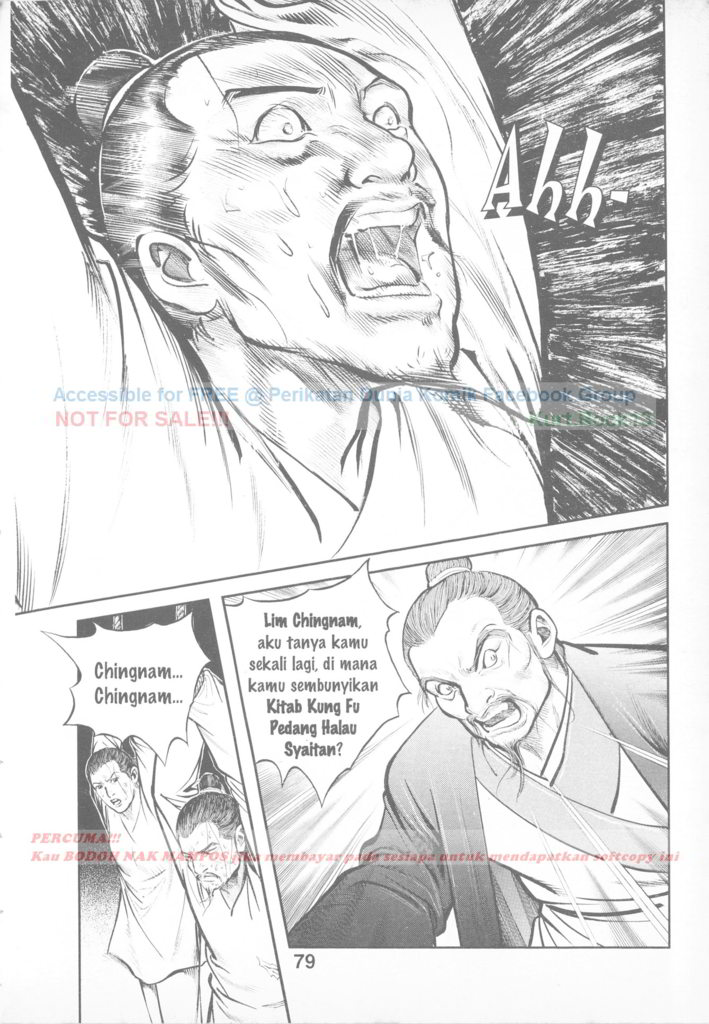 Ahh-
Accessible for FREE @ Perikatan Dunia Komik Facebook Group
NOT FOR SALE!!!
Chingnam...
Chingnam...
Lim Chingnam,
aku tanya kamu
sekali lagi, di mana
kamu sembunyikan
Kitab Kung Fu
Pedang Halau
Syaitan?
PERCUMA!!!
Kau BODOH NAK MAMPOS jika membayar pada sesiapa untuk mendapatkan softcopy ini
79